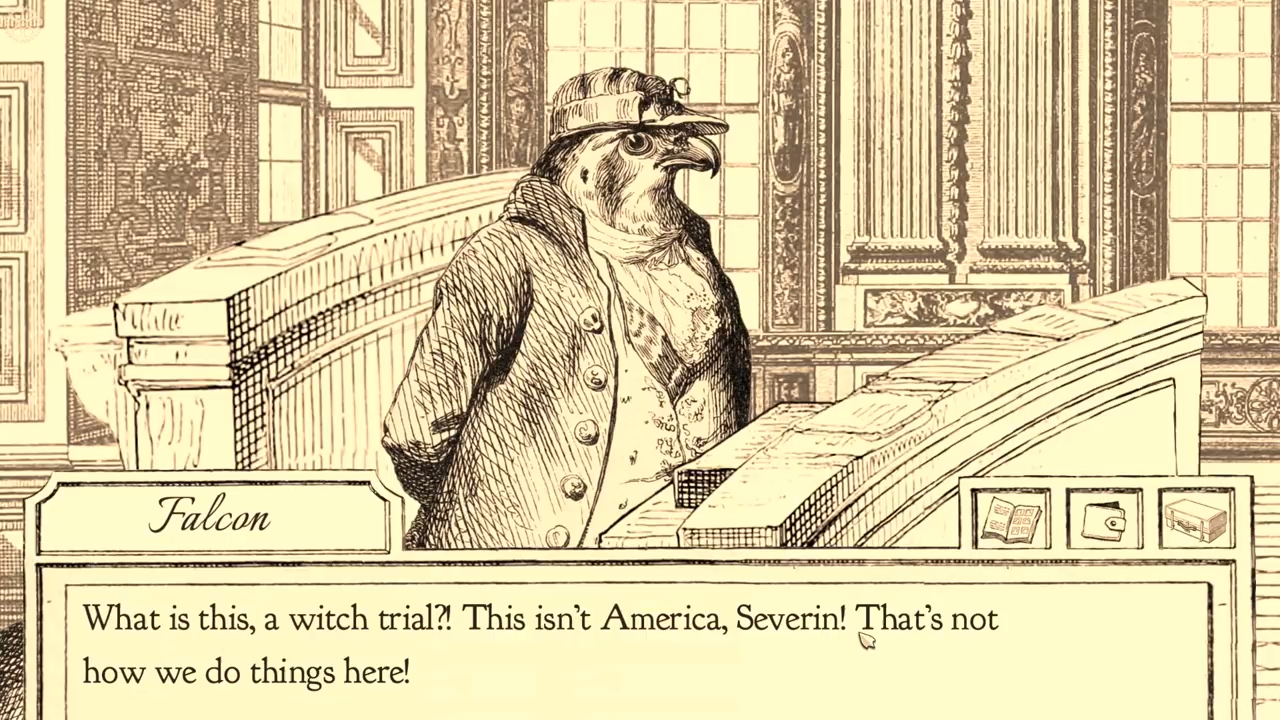 Falcon
What is this, a witch trial?! This isn't America, Severin! That's not
how we do things here!